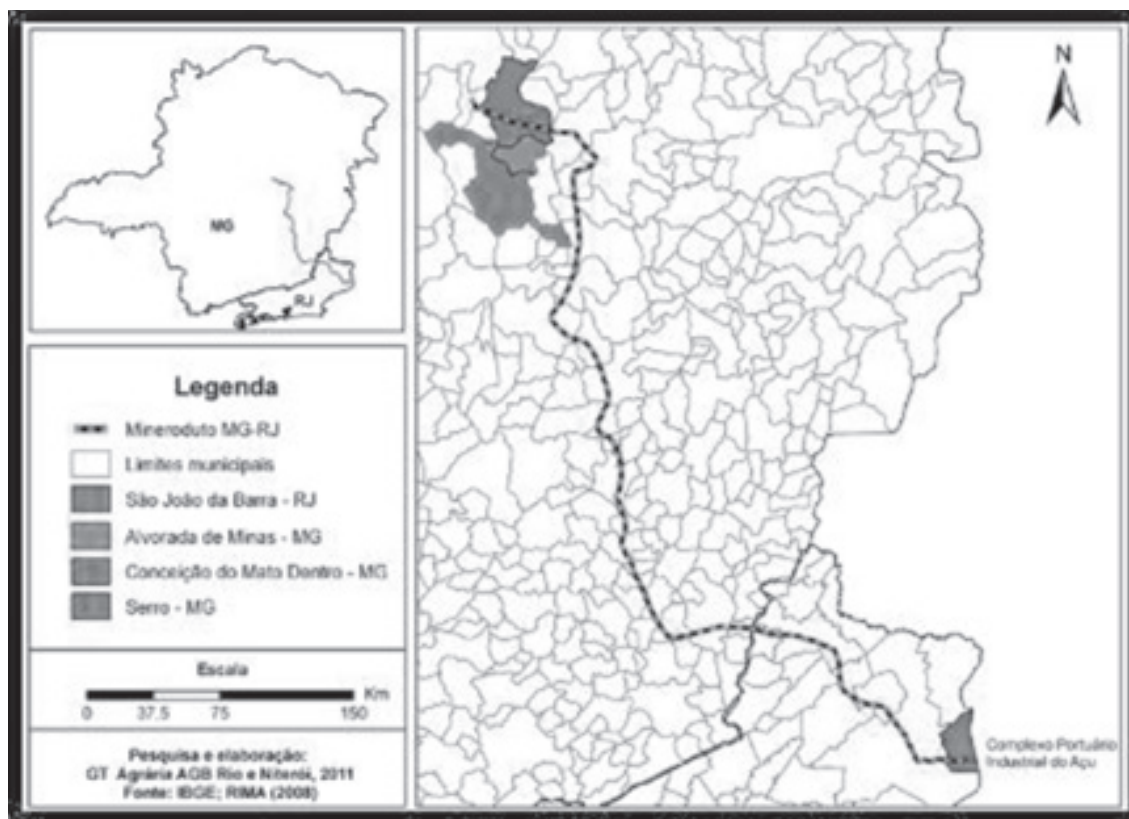 MG
RJ
Legenda
Mineroduto MG-RJ
Limites municipais
São João da Barra - RJ
Alvorada de Minas - MG
Conceição do Mato Dentro - MG
Serro - MG
Escala
Km
0 37,5 75 150
Pesquisa e elaboração:
GT Agrária AGB Rio e Niterói, 2011
Fonte: IBGE; RIMA (2008)
N
Complexo Portuário
Industrial do Açu